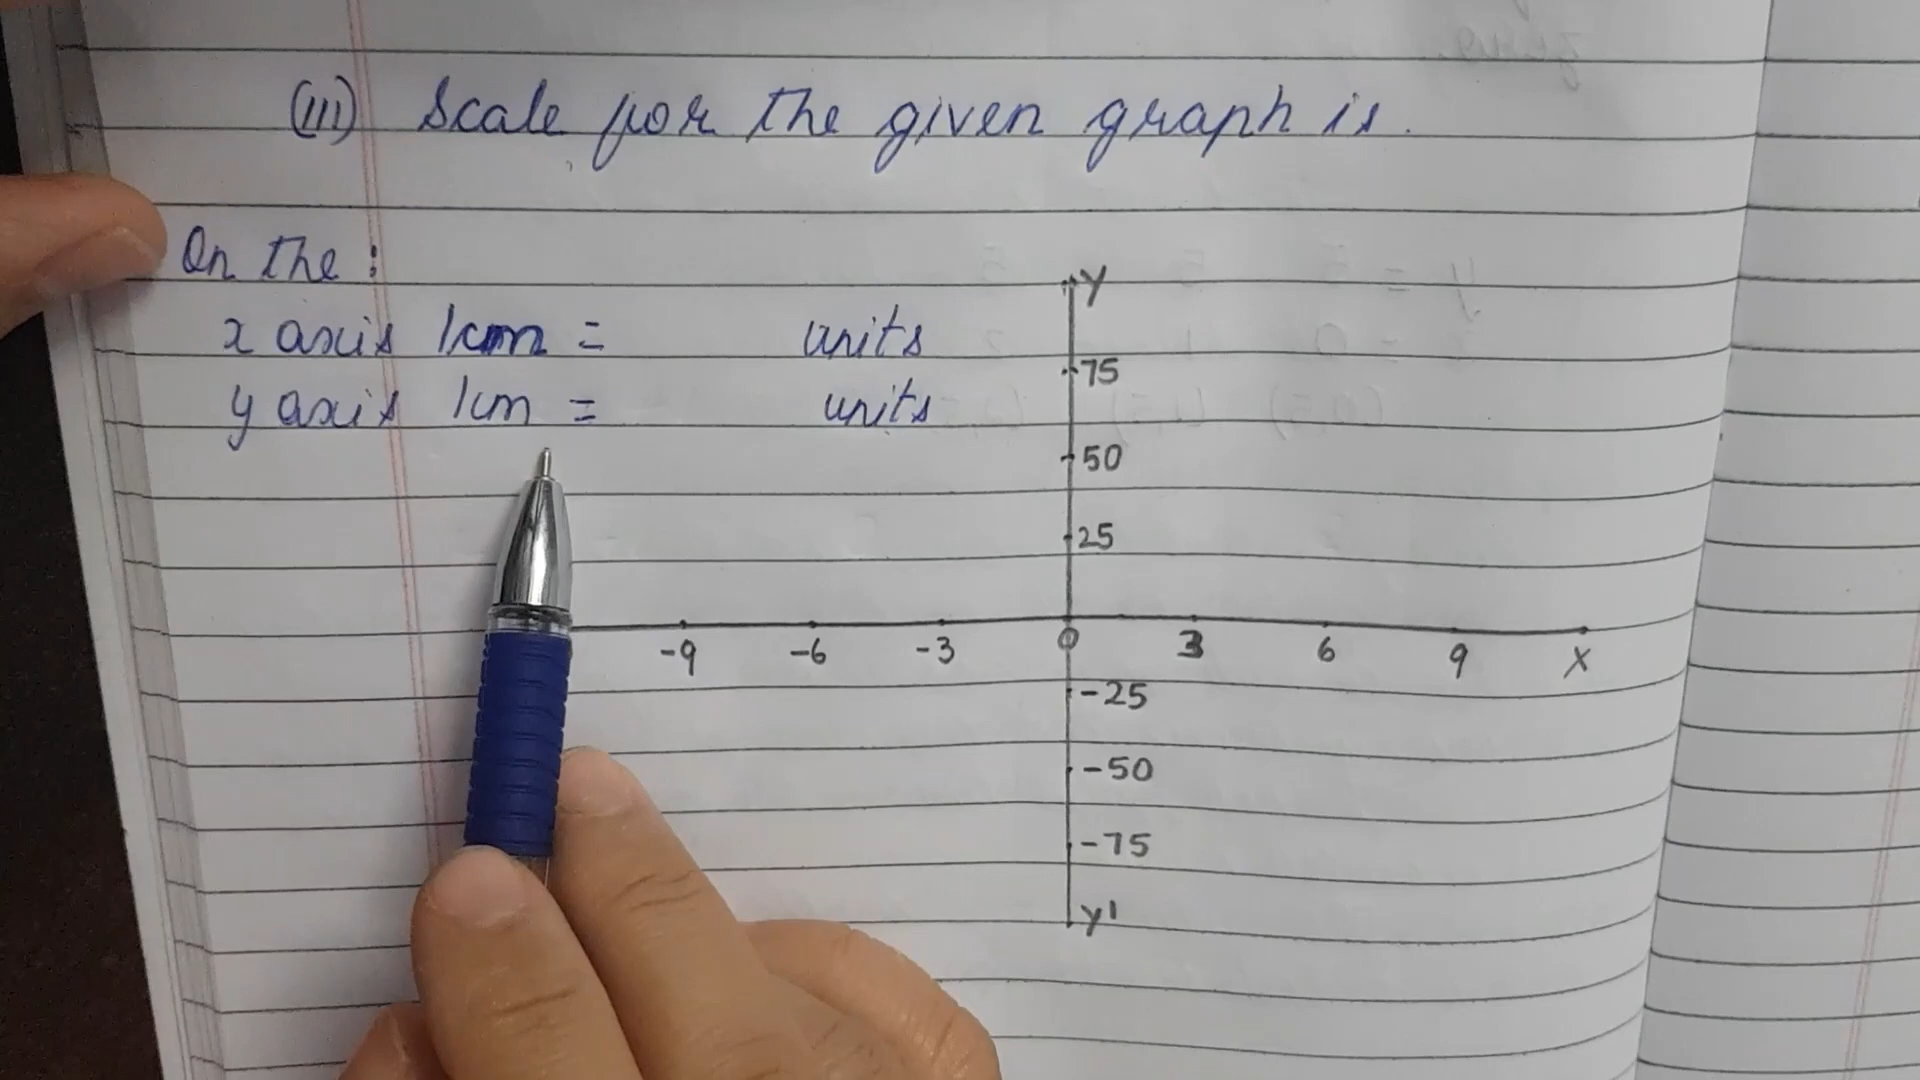 (III) Scale for the given graph is.
On the :
x axis 1cm = units
y axis 1cm = units
Y
75
50
25
-9 -6 -3 0 3 6 9 X
-25
-50
-75
Y'